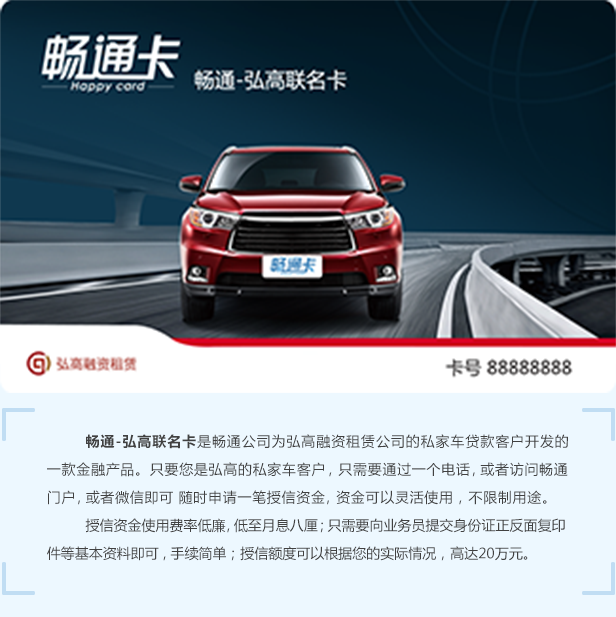 畅通卡
Happy card
畅通-弘高联名卡
畅通卡
弘高融资租赁
卡号 88888888
畅通-弘高联名卡是畅通公司为弘高融资租赁公司的私家车贷款客户开发的
一款金融产品。只要您是弘高的私家车客户，只需要通过一个电话，或者访问畅通
门户，或者微信即可 随时申请一笔授信资金，资金可以灵活使用，不限制用途。
授信资金使用费率低廉，低至月息八厘；只需要向业务员提交身份证正反面复印
件等基本资料即可，手续简单；授信额度可以根据您的实际情况，高达20万元。